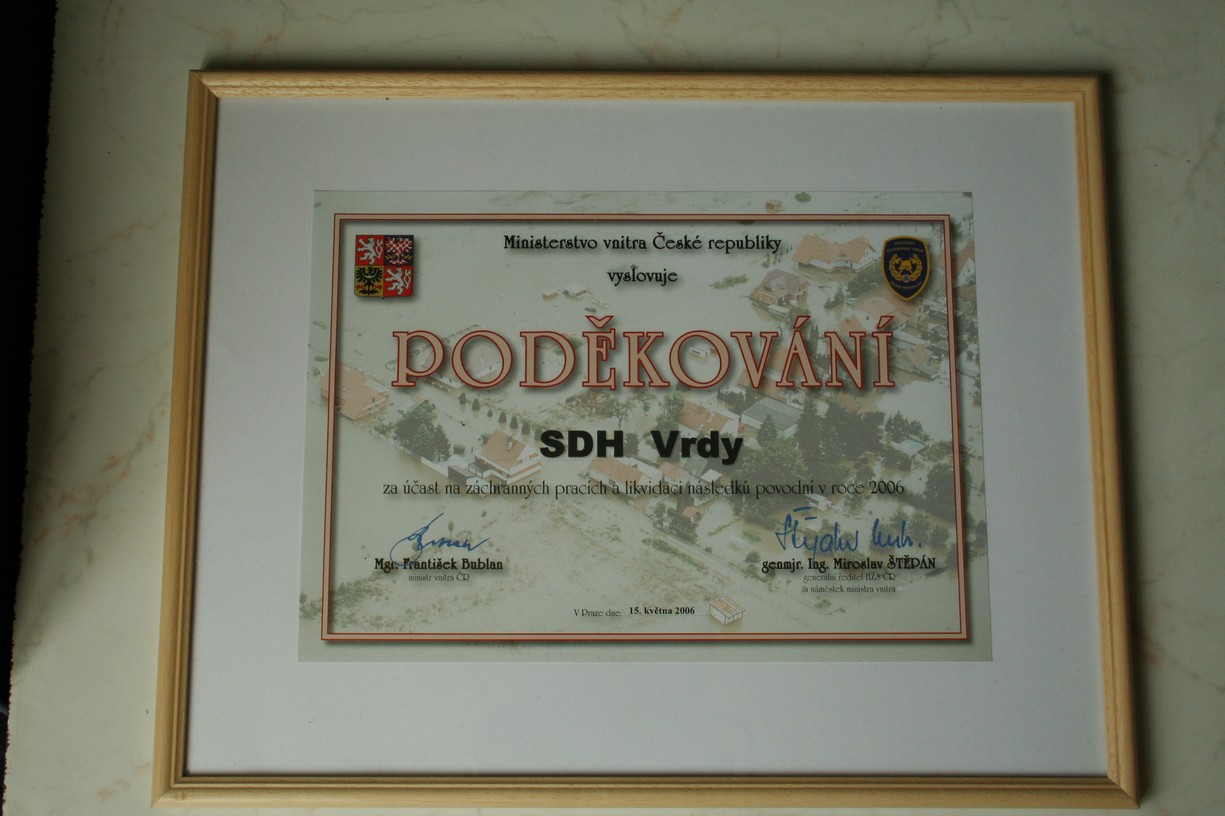 Ministerstvo vnitra České republiky
vyslovuje
PODĚKOVÁNÍ
SDH Vrdy
za účast na záchranných pracích a likvidaci následků povodní v roce 2006
Mgr. František Bublan
ministr vnitra ČR
genmjr. Ing. Miroslav ŠTĚPÁN
generální ředitel HZS ČR
a náměstek ministra vnitra
V Praze dne: 15. května 2006